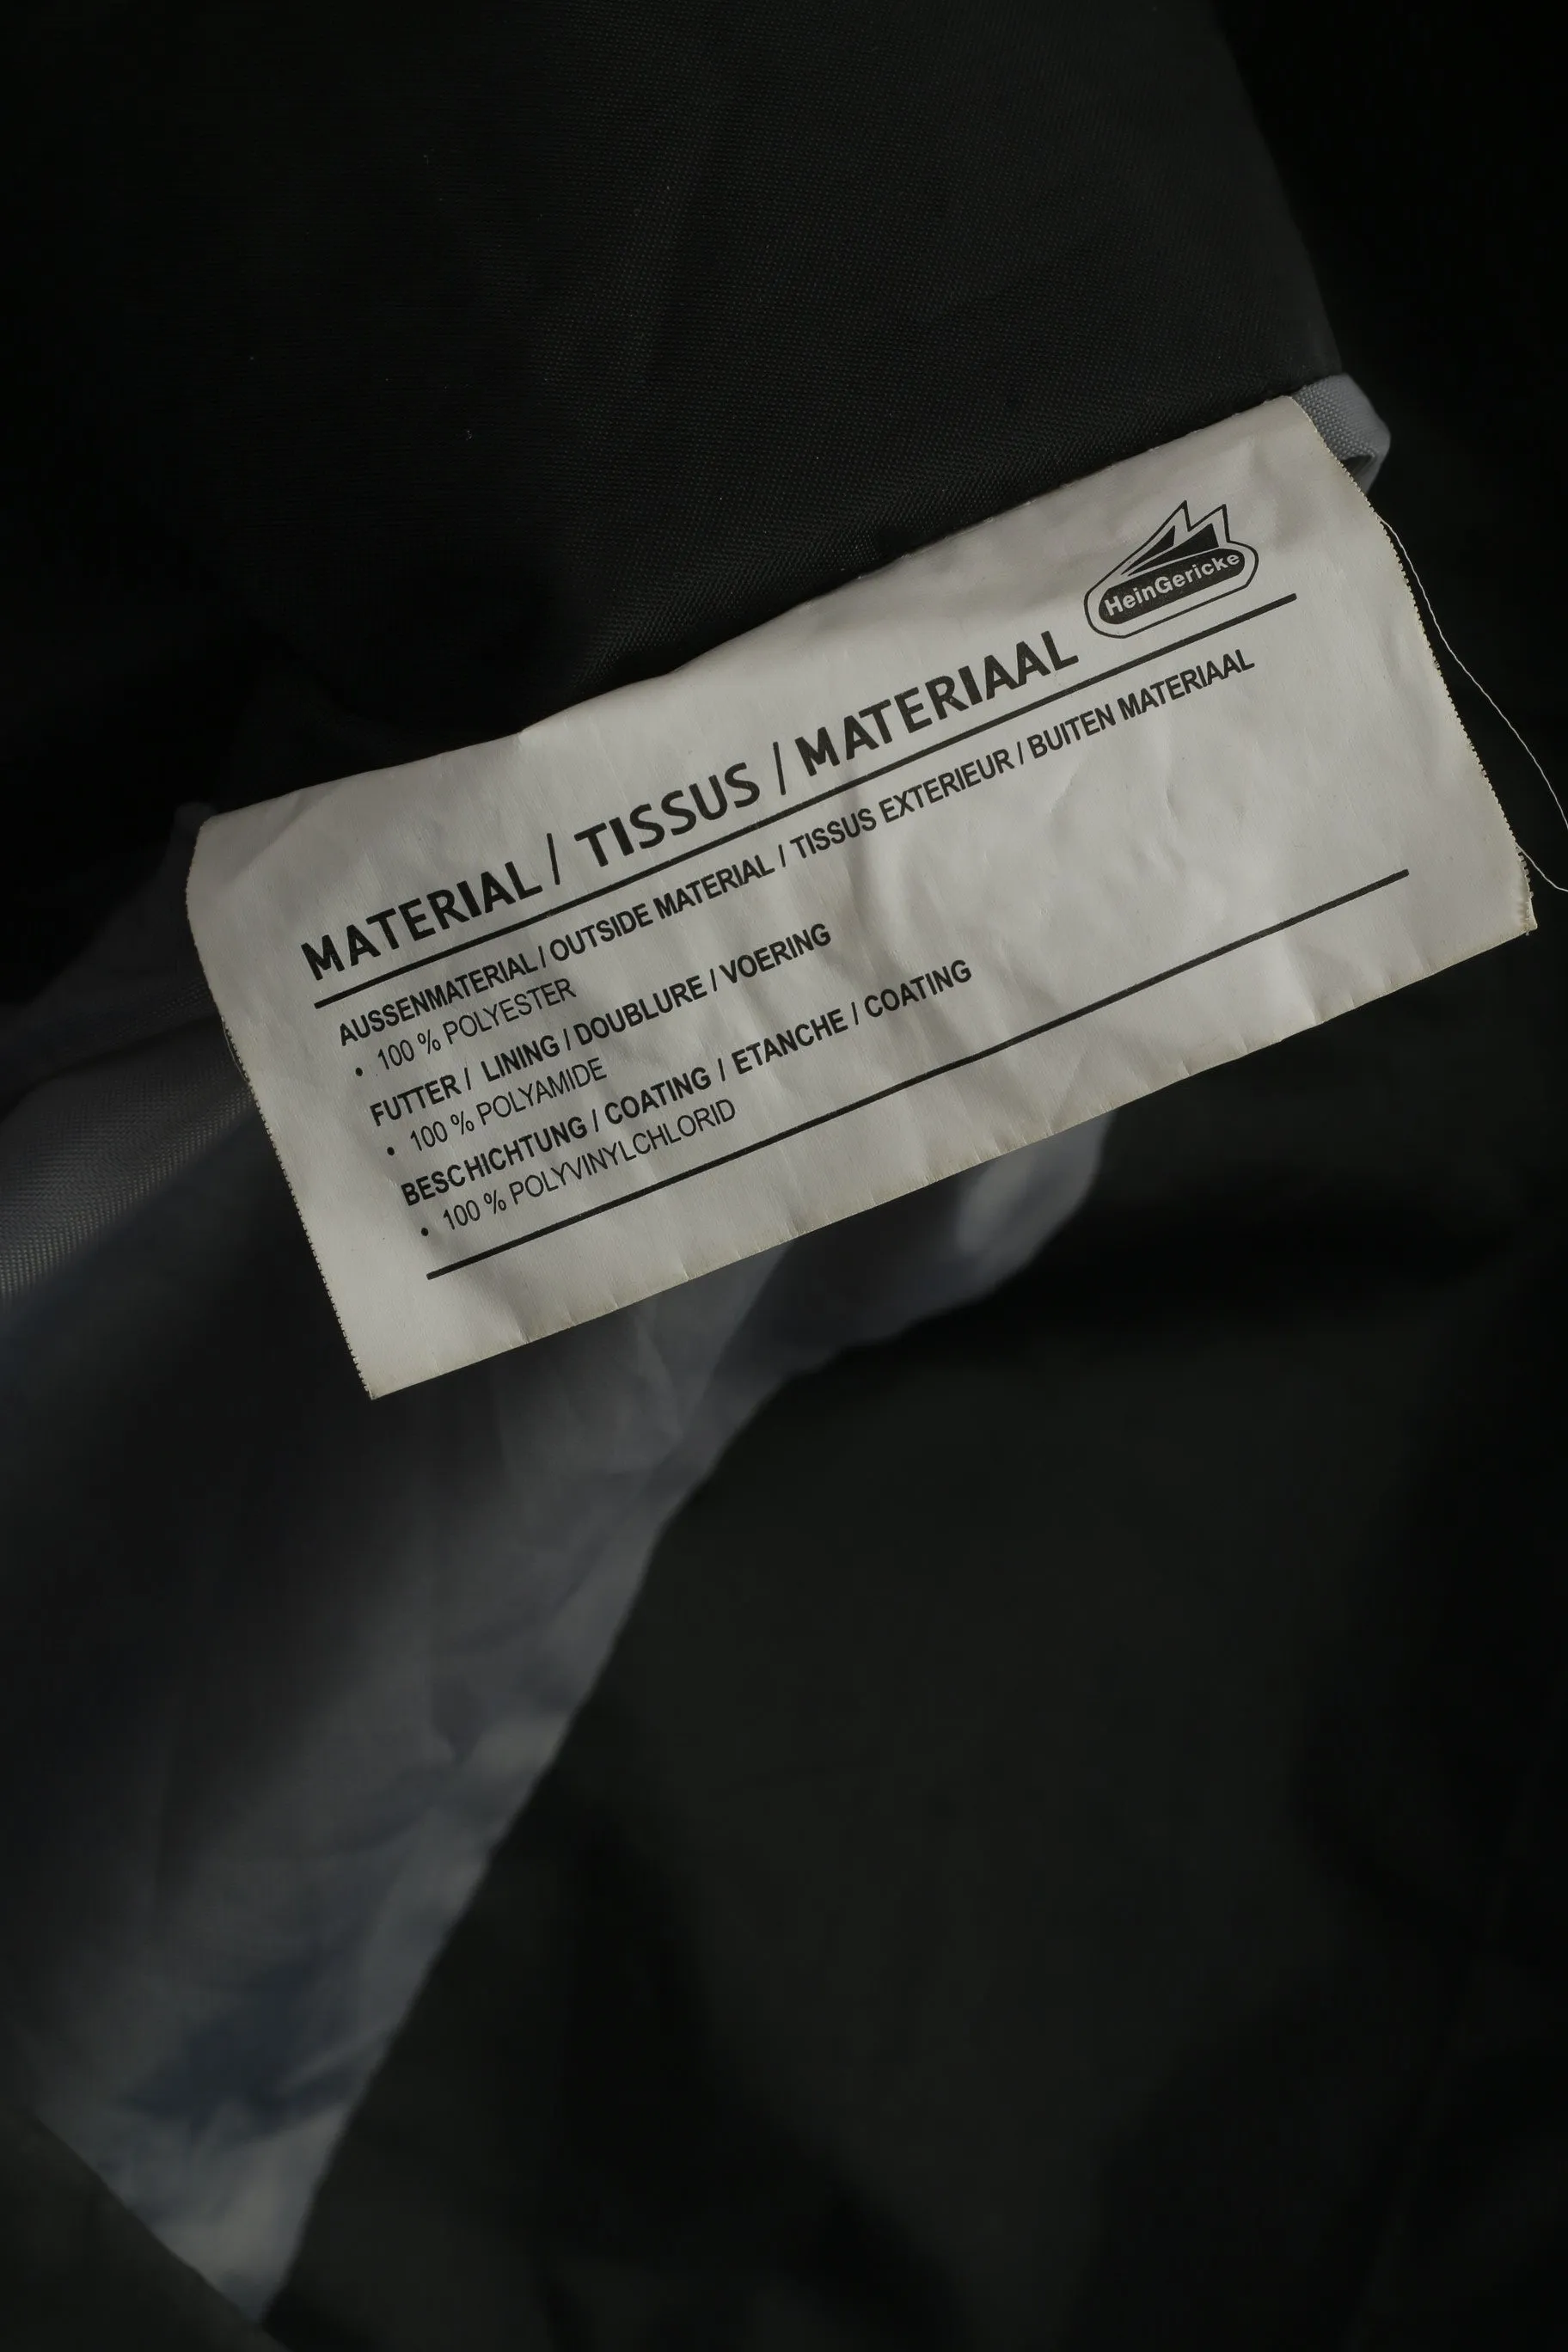 HeinGericke
MATERIAL / TISSUS / MATERIAAL
AUSSENMATERIAL / OUTSIDE MATERIAL / TISSUS EXTERIEUR / BUITEN MATERIAAL
• 100 % POLYESTER
FUTTER / LINING / DOUBLURE / VOERING
• 100 % POLYAMIDE
BESCHICHTUNG / COATING / ETANCHE / COATING
• 100 % POLYVINYLCHLORID